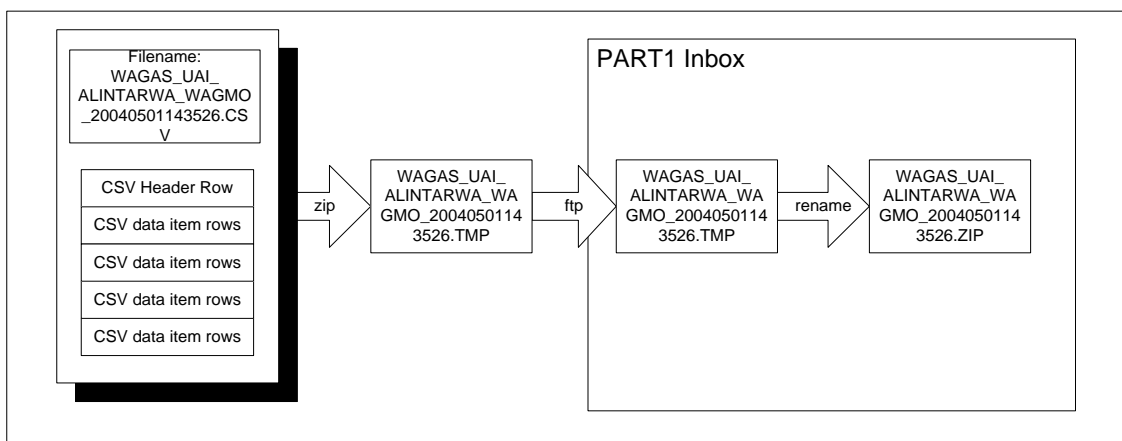 Filename:
WAGAS_UAI_
ALINTARWA_WAGMO
_20040501143526.CS
V
CSV Header Row
CSV data item rows
CSV data item rows
CSV data item rows
CSV data item rows
zip
WAGAS_UAI_
ALINTARWA_WA
GMO_2004050114
3526.TMP
ftp
PART1 Inbox
WAGAS_UAI_
ALINTARWA_WA
GMO_2004050114
3526.TMP
rename
WAGAS_UAI_
ALINTARWA_WA
GMO_2004050114
3526.ZIP